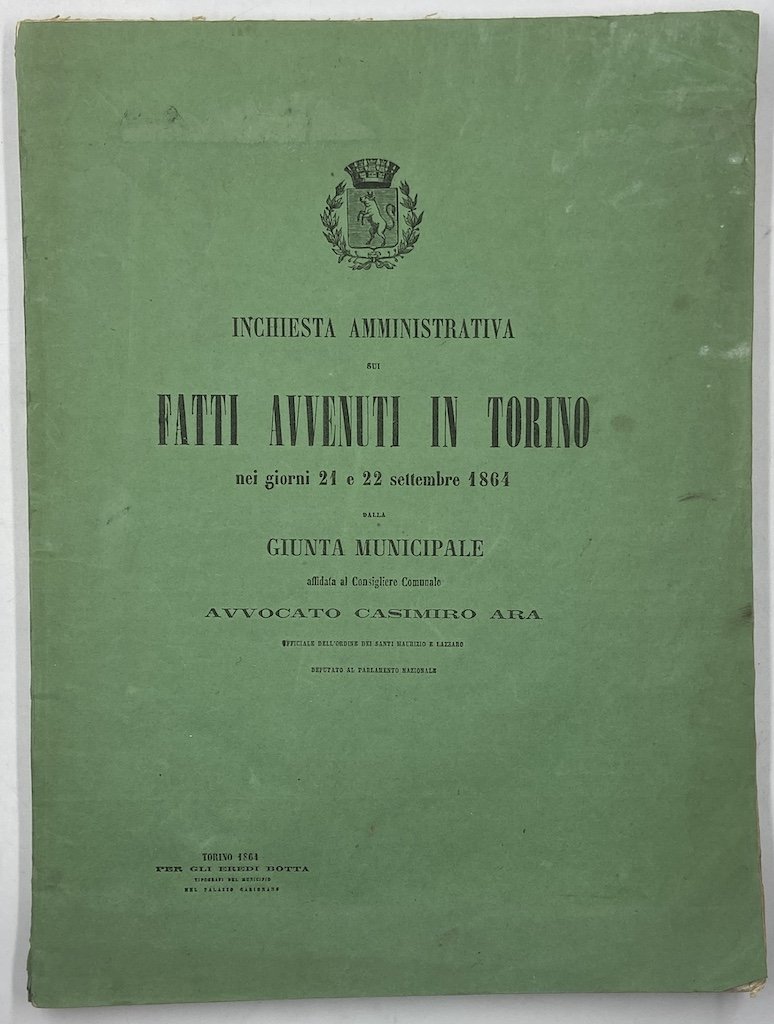 INCHIESTA AMMINISTRATIVA
SUI
FATTI AVVENUTI IN TORINO
nei giorni 21 e 22 settembre 1864
DALLA
GIUNTA MUNICIPALE
affidata al Consigliere Comunale
AVVOCATO CASIMIRO ARA
UFFICIALE DELL'ORDINE DEI SANTI MAURIZIO E LAZZARO
DEPUTATO AL PARLAMENTO NAZIONALE
TORINO 1864
PER GLI EREDI BOTTA
TIPOGRAFI DEL MUNICIPIO
NEL PALAZZO CARIGNANO